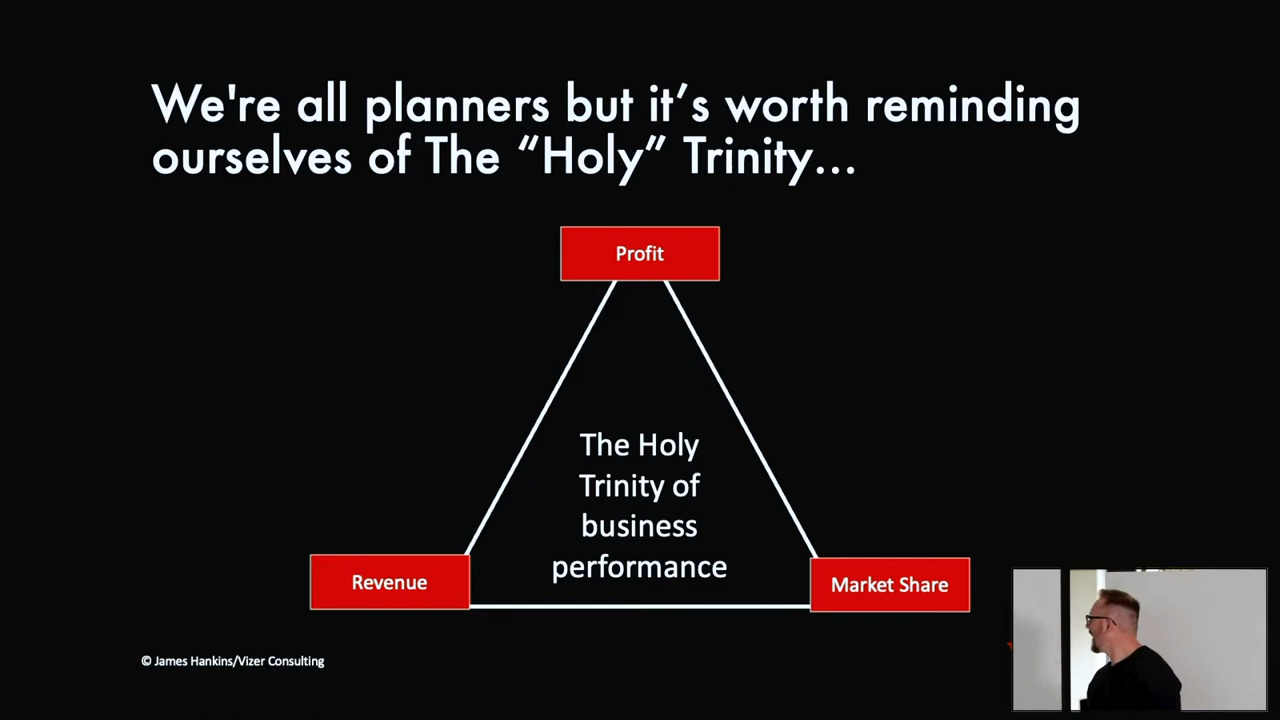 We're all planners but it’s worth reminding
ourselves of The “Holy” Trinity...
Profit
The Holy
Trinity of
business
performance
Revenue
Market Share
© James Hankins/Vizer Consulting